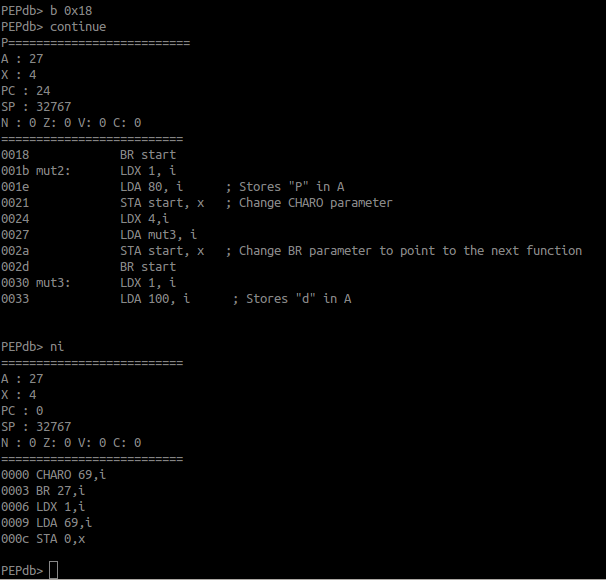 PEPdb> b 0x18
PEPdb> continue
P==========================
A : 27
X : 4
PC : 24
SP : 32767
N : 0 Z: 0 V: 0 C: 0
==========================
0018 BR start
001b mut2: LDX 1, i
001e LDA 80, i ; Stores "P" in A
0021 STA start, x ; Change CHARO parameter
0024 LDX 4,i
0027 LDA mut3, i
002a STA start, x ; Change BR parameter to point to the next function
002d BR start
0030 mut3: LDX 1, i
0033 LDA 100, i ; Stores "d" in A
PEPdb> ni
==========================
A : 27
X : 4
PC : 0
SP : 32767
N : 0 Z: 0 V: 0 C: 0
==========================
0000 CHARO 69,i
0003 BR 27,i
0006 LDX 1,i
0009 LDA 69,i
000c STA 0,x
PEPdb>